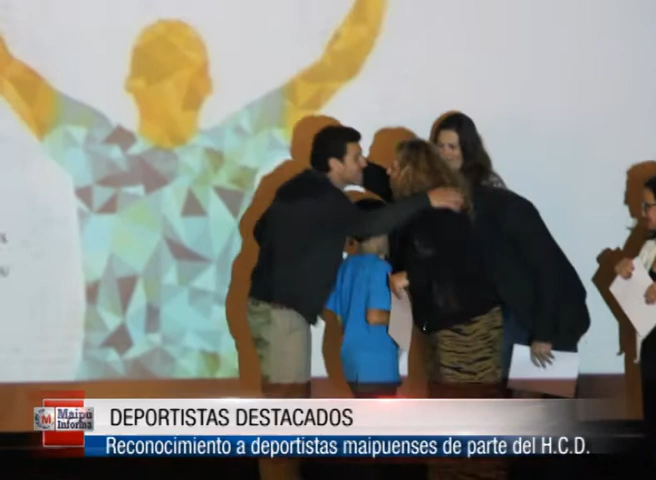 DEPORTISTAS DESTACADOS
Maipú
Informa
Reconocimiento a deportistas maipuenses de parte del H.C.D.